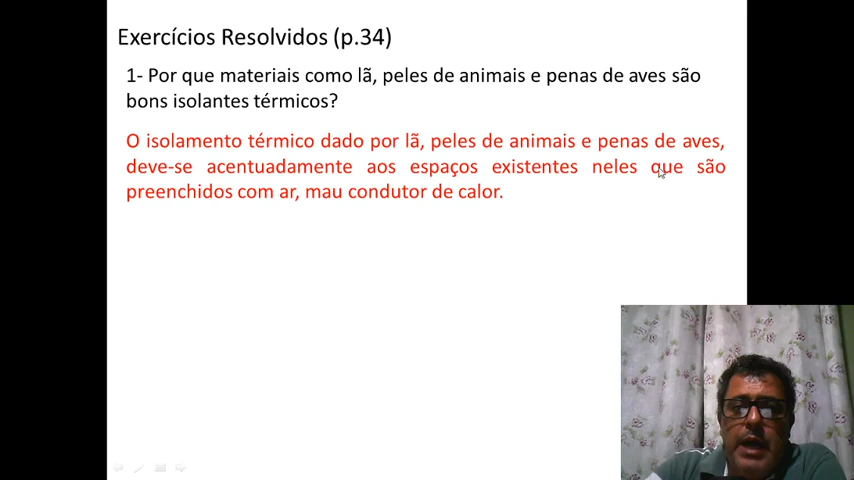 Exercícios Resolvidos (p.34)
1- Por que materiais como lã, peles de animais e penas de aves são
bons isolantes térmicos?
O isolamento térmico dado por lã, peles de animais e penas de aves,
deve-se acentuadamente aos espaços existentes neles que são
preenchidos com ar, mau condutor de calor.